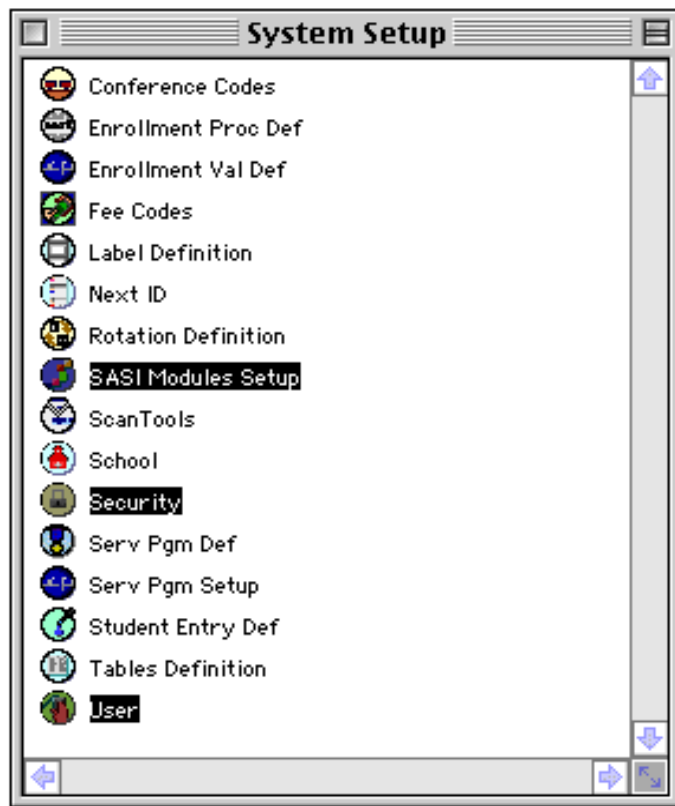 System Setup
Conference Codes
Enrollment Proc Def
Enrollment Val Def
Fee Codes
Label Definition
Next ID
Rotation Definition
SASI Modules Setup
ScanTools
School
Security
Serv Pgm Def
Serv Pgm Setup
Student Entry Def
Tables Definition
User